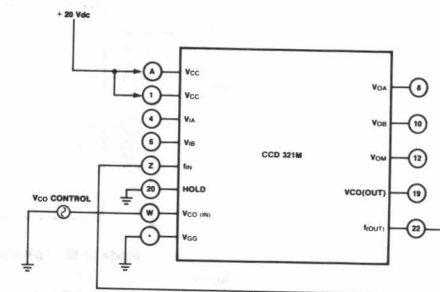 + 20 Vdc
A VCC
1 VCC
4 VIA
6 VIB
Z fIN
20 HOLD
VCO CONTROL
W VCO (IN)
• VGG
CCD 321M
VOA 8
VOB 10
VOM 12
VCO(OUT) 19
f(OUT) 22